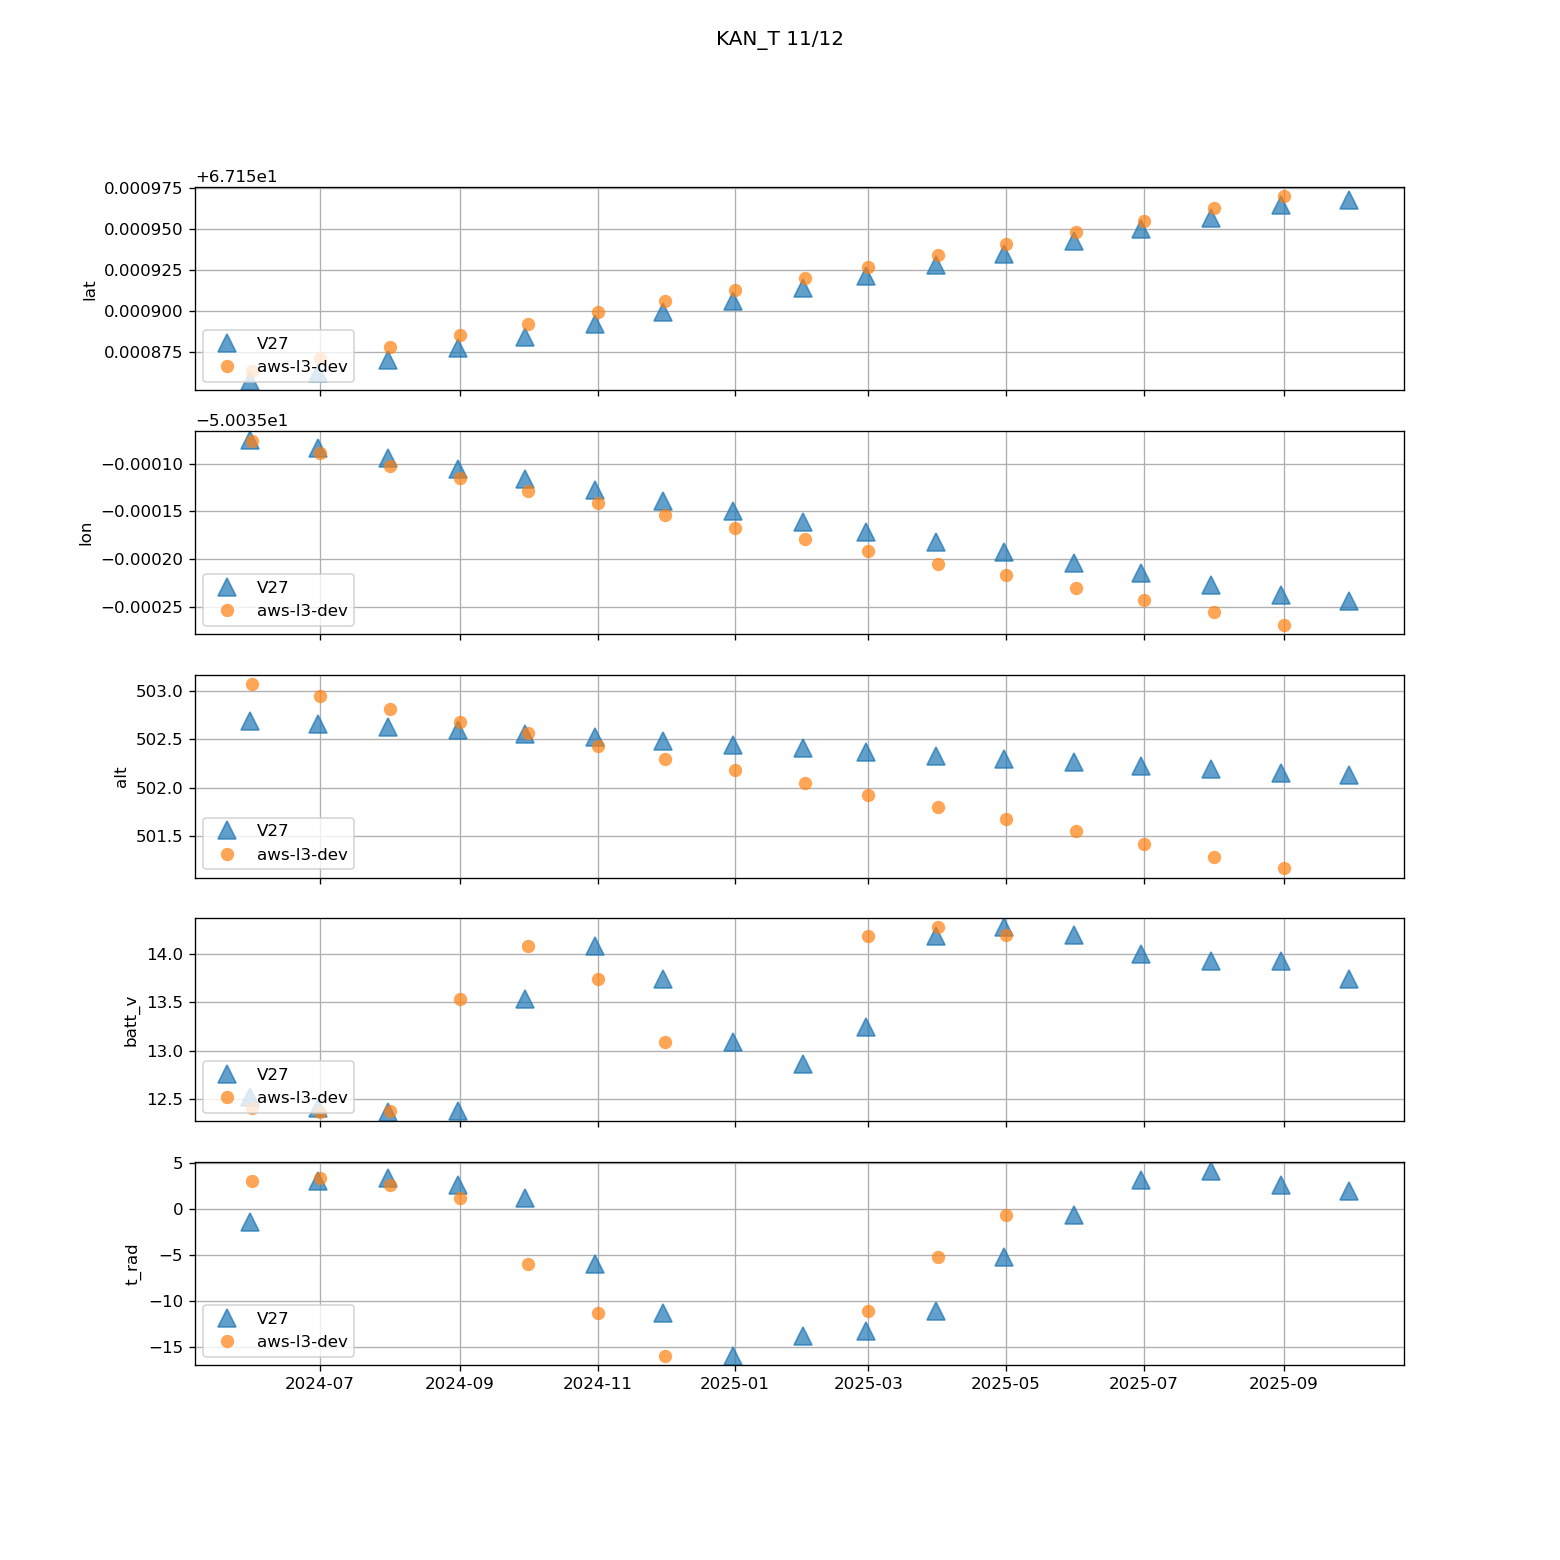 KAN_T 11/12
+6.715e1
0.000975
0.000950
0.000925
0.000900
0.000875
lat
V27
aws-l3-dev
−5.0035e1
−0.00010
−0.00015
−0.00020
−0.00025
lon
V27
aws-l3-dev
503.0
502.5
502.0
501.5
alt
V27
aws-l3-dev
14.0
13.5
13.0
12.5
batt_v
V27
aws-l3-dev
5
0
−5
−10
−15
t_rad
V27
aws-l3-dev
2024-07
2024-09
2024-11
2025-01
2025-03
2025-05
2025-07
2025-09